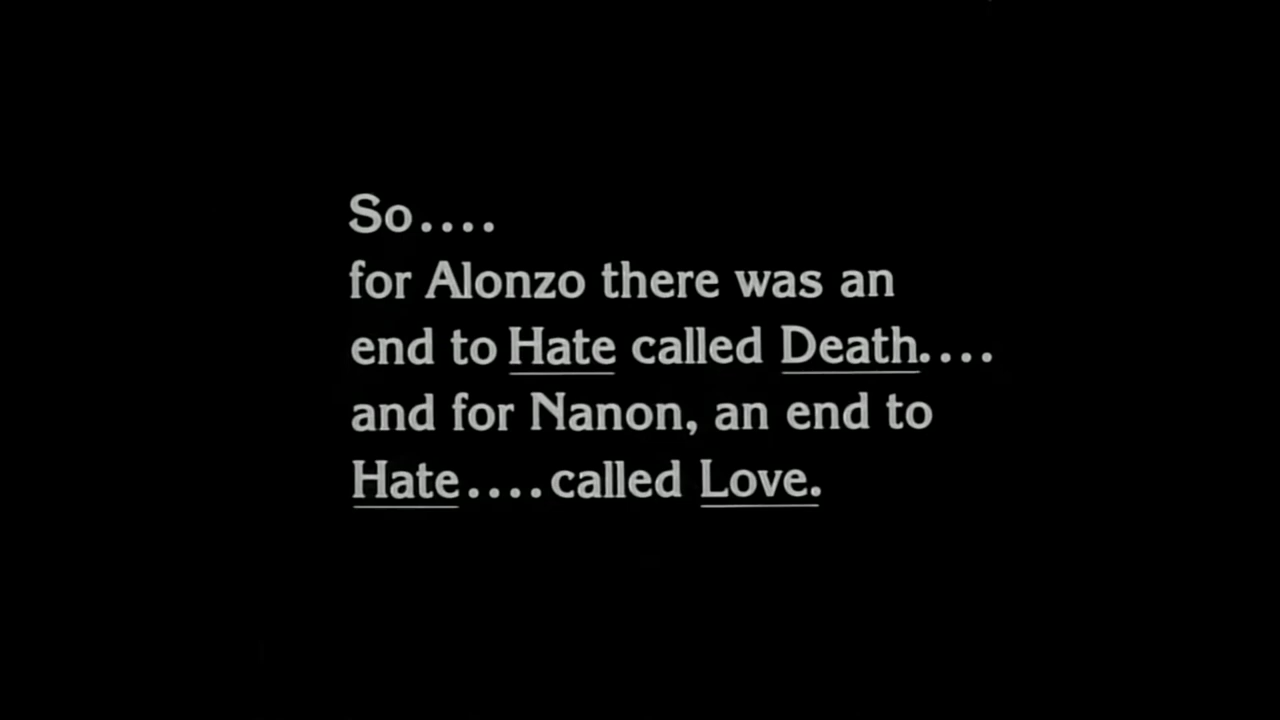 So....
for Alonzo there was an
end to Hate called Death....
and for Nanon, an end to
Hate....called Love.